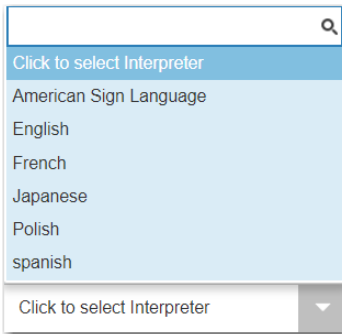 Click to select Interpreter
American Sign Language
English
French
Japanese
Polish
spanish
Click to select Interpreter